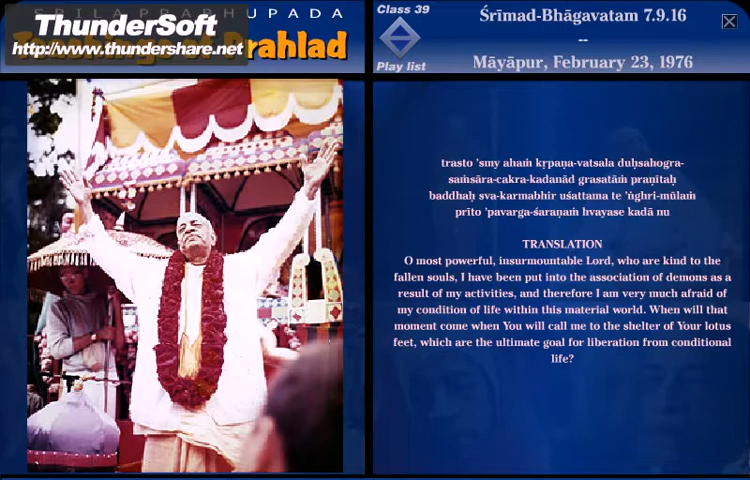 SRILA PRABHUPADA
Teachings of Prahlad
ThunderSoft
http://www.thundershare.net
Class 39
Play list
Śrīmad-Bhāgavatam 7.9.16
--
Māyāpur, February 23, 1976
trasto 'smy ahaṁ kṛpaṇa-vatsala duḥsahogra-
saṁsāra-cakra-kadanād grasatāṁ praṇītaḥ
baddhaḥ sva-karmabhir uśattama te 'ṅghri-mūlaṁ
prīto 'pavarga-śaraṇaṁ hvayase kadā nu
TRANSLATION
O most powerful, insurmountable Lord, who are kind to the
fallen souls, I have been put into the association of demons as a
result of my activities, and therefore I am very much afraid of
my condition of life within this material world. When will that
moment come when You will call me to the shelter of Your lotus
feet, which are the ultimate goal for liberation from conditional
life?